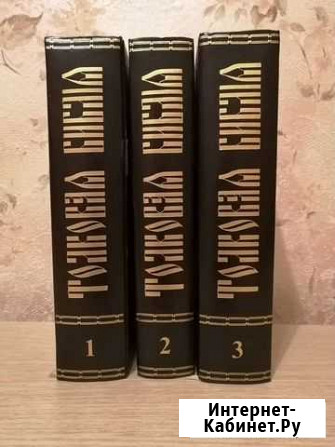 ТОЛКОВАЯ БИБЛИЯ
1
ТОЛКОВАЯ БИБЛИЯ
2
ТОЛКОВАЯ БИБЛИЯ
3
Интернет-
Кабинет.Ру